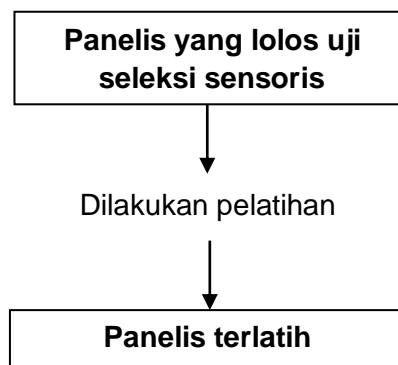 Panelis yang lolos uji
seleksi sensoris
Dilakukan pelatihan
Panelis terlatih